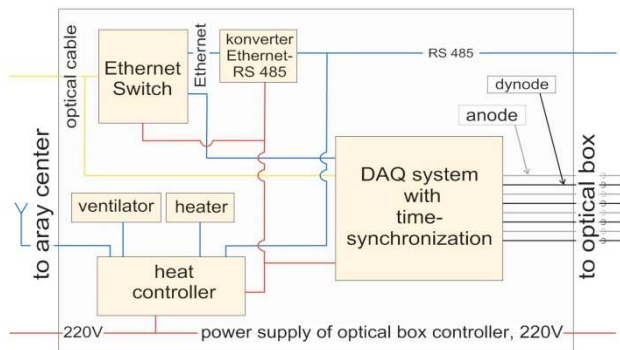 optical cable
Ethernet
Switch
Ethernet
konverter
Ethernet-
RS 485
RS 485
dynode
anode
to aray center
DAQ system
with
time-
synchronization
to optical box
ventilator
heater
heat
controller
220V
power supply of optical box controller, 220V